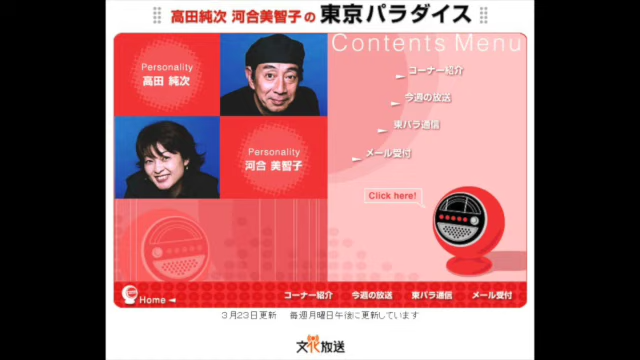 高田純次 河合美智子の 東京パラダイス
Contents Menu
Personality
高田 純次
コーナー紹介
今週の放送
東パラ通信
メール受付
Personality
河合 美智子
Click here!
Home
コーナー紹介 今週の放送 東パラ通信 メール受付
3月23日更新 毎週月曜日午後に更新しています
文化放送